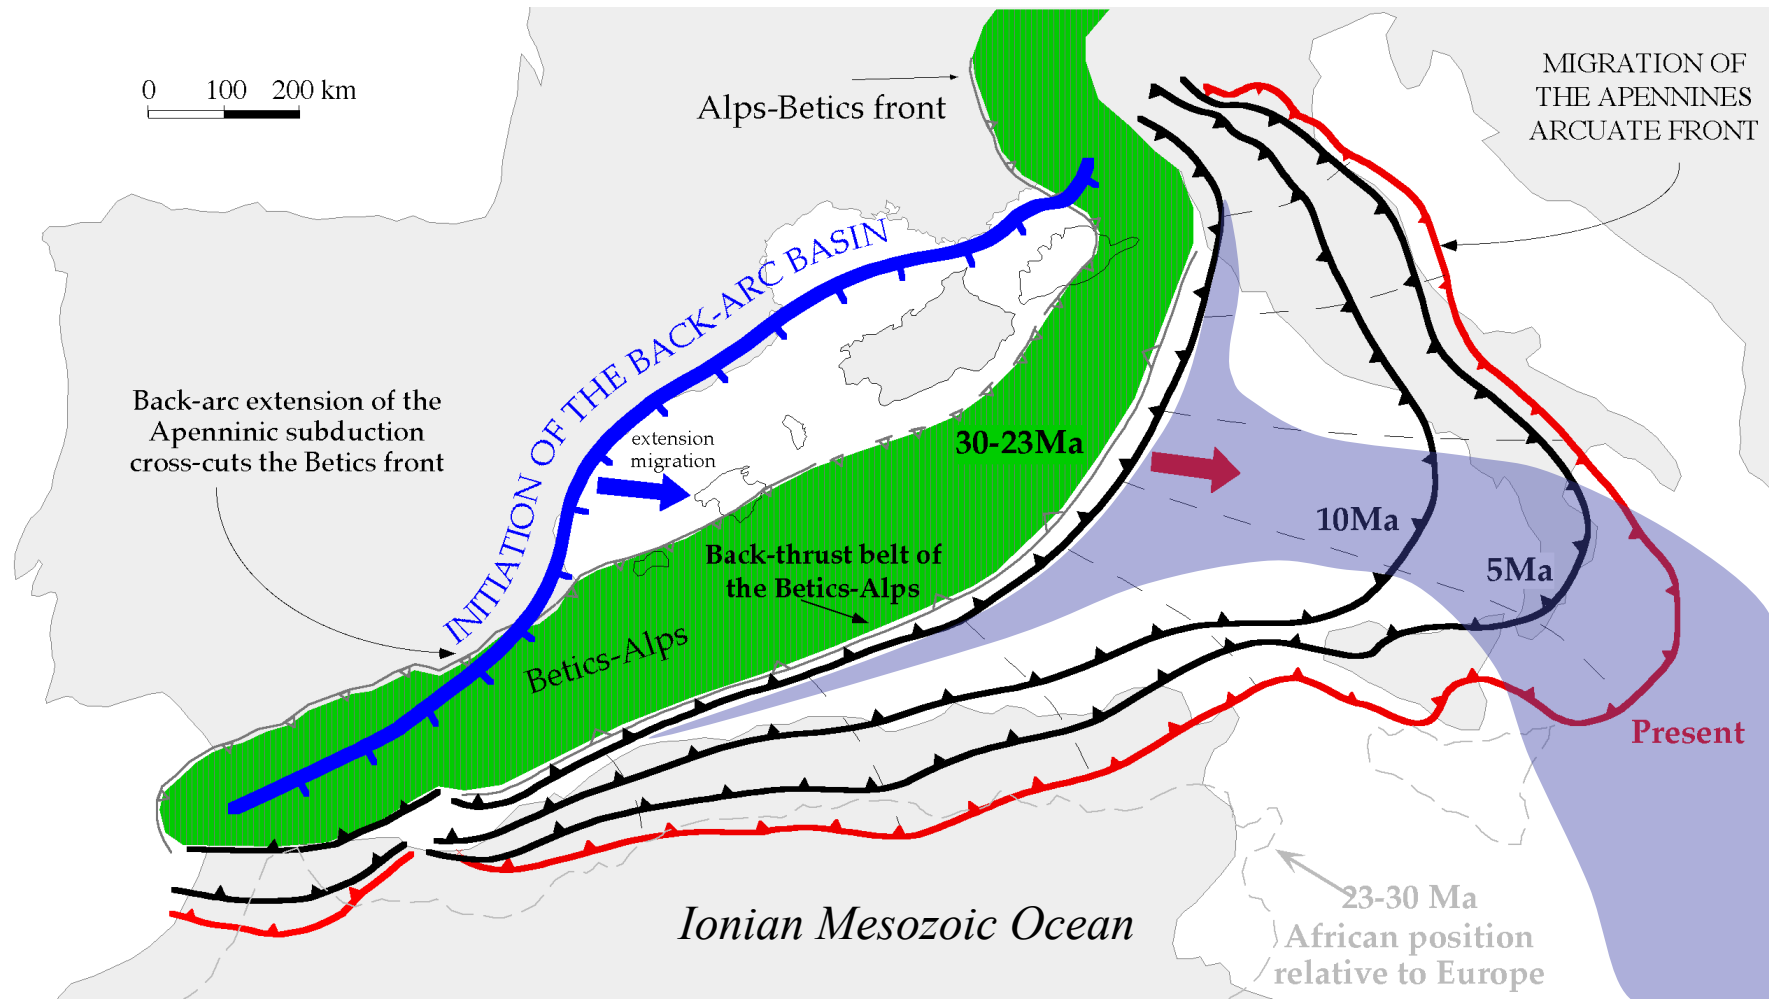 0 100 200 km
Alps-Betics front
MIGRATION OF
THE APENNINES
ARCUATE FRONT
INITIATION OF THE BACK-ARC BASIN
Back-arc extension of the
Apenninic subduction
cross-cuts the Betics front
extension
migration
30-23Ma
10Ma
5Ma
Back-thrust belt of
the Betics-Alps
Betics-Alps
Present
Ionian Mesozoic Ocean
23-30 Ma
African position
relative to Europe